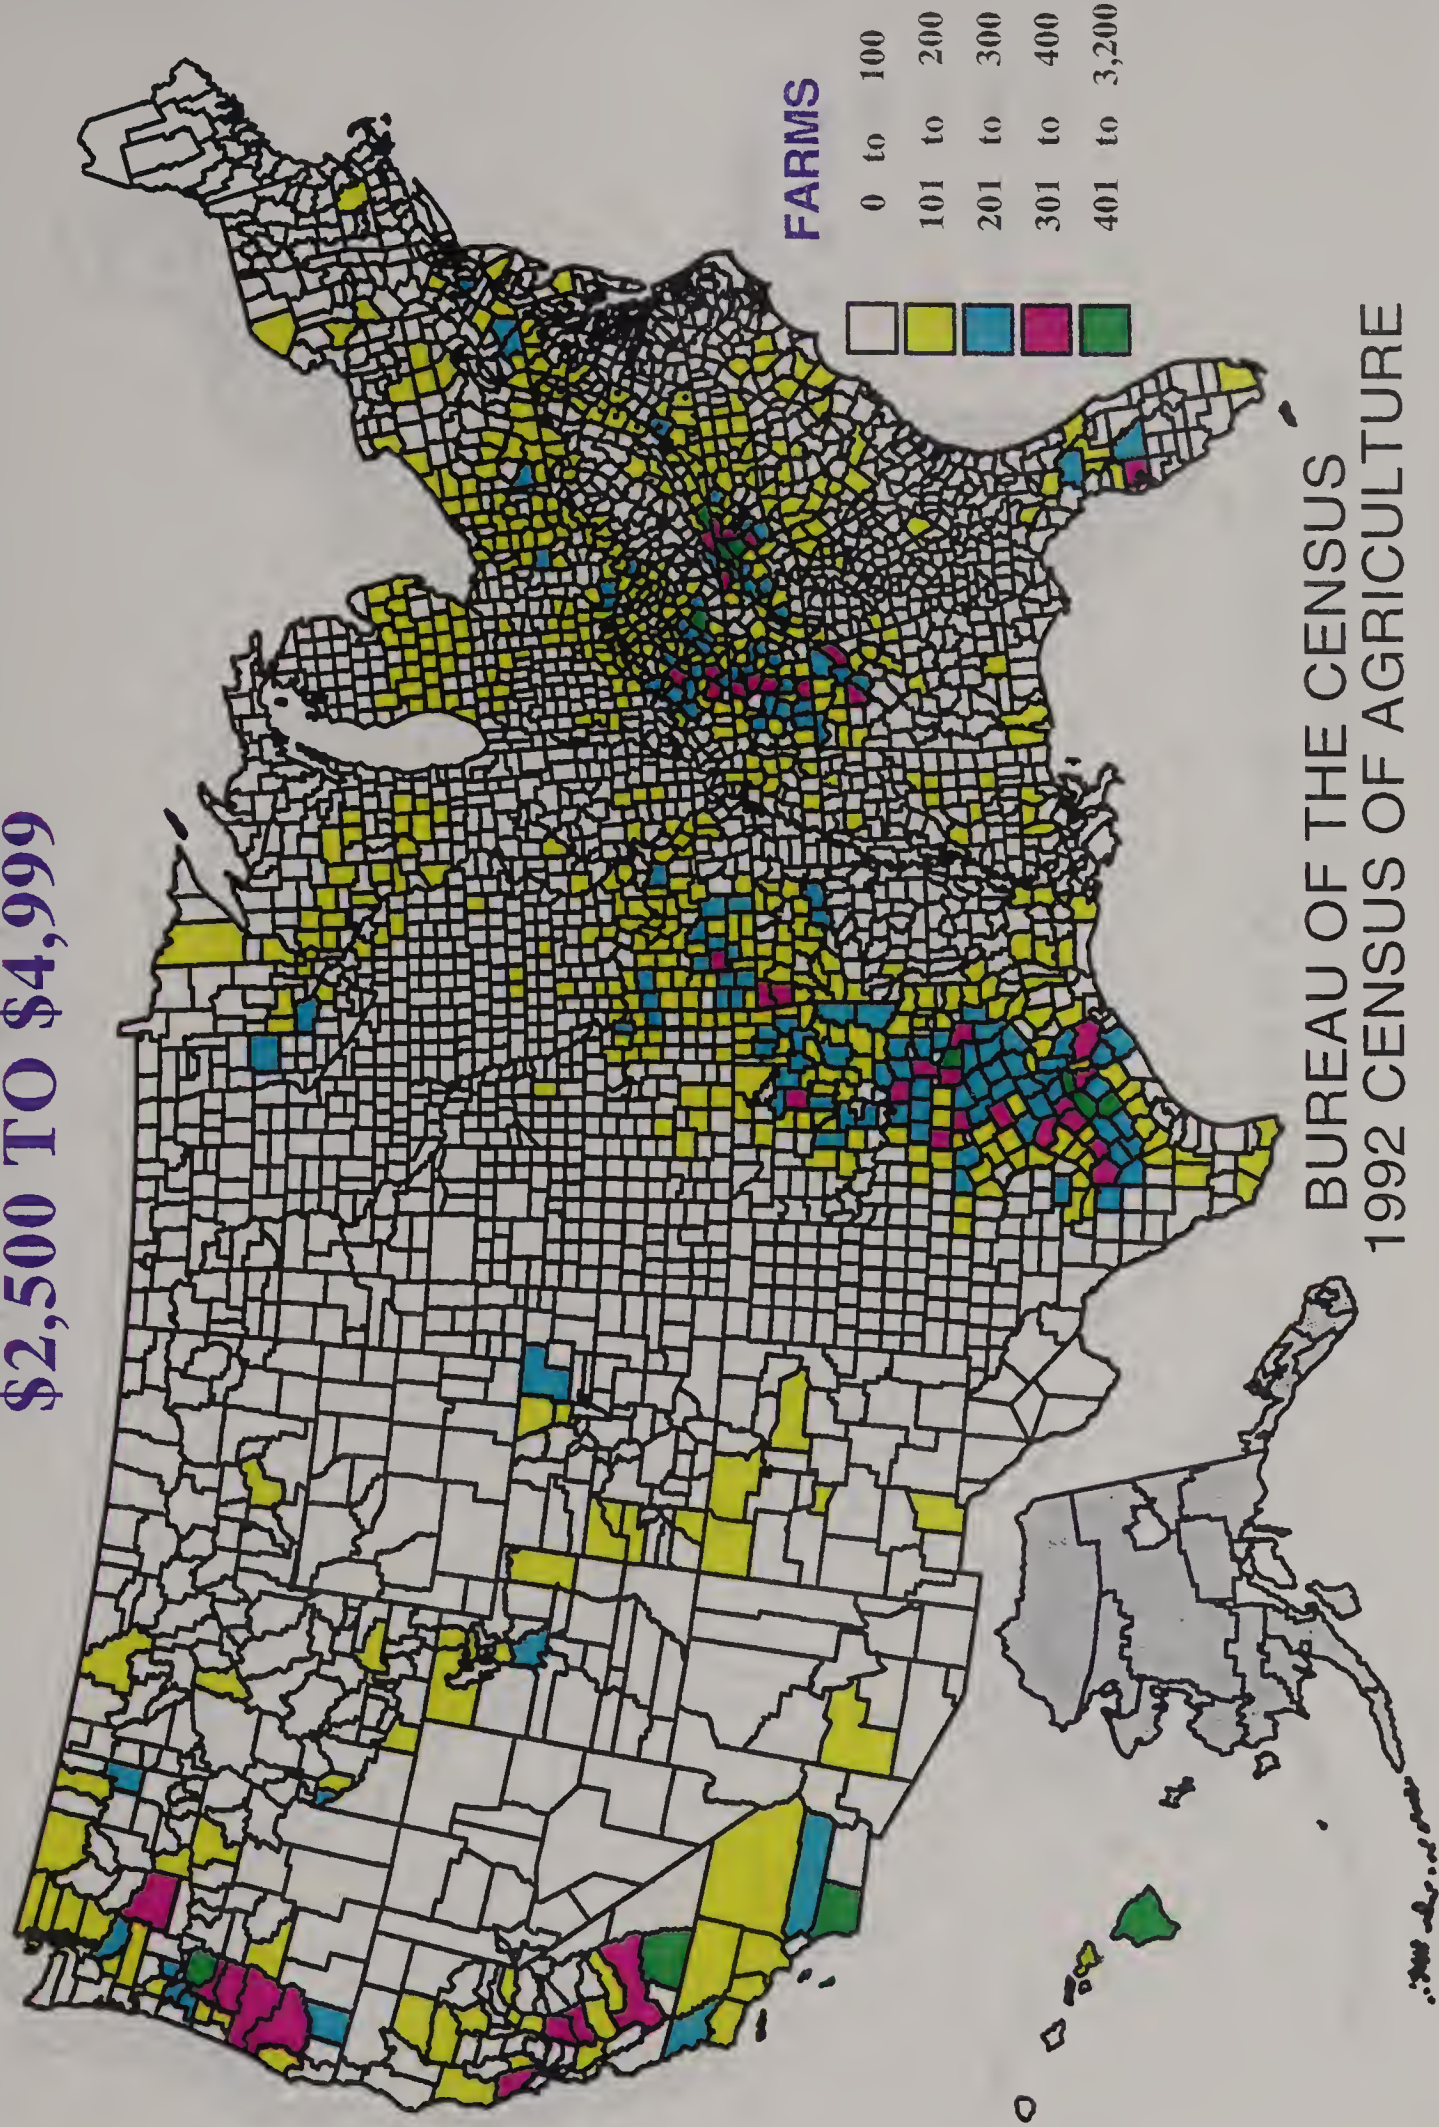 $2,500 TO $4,999
FARMS
0 to 100
101 to 200
201 to 300
301 to 400
401 to 3,200
BUREAU OF THE CENSUS
1992 CENSUS OF AGRICULTURE